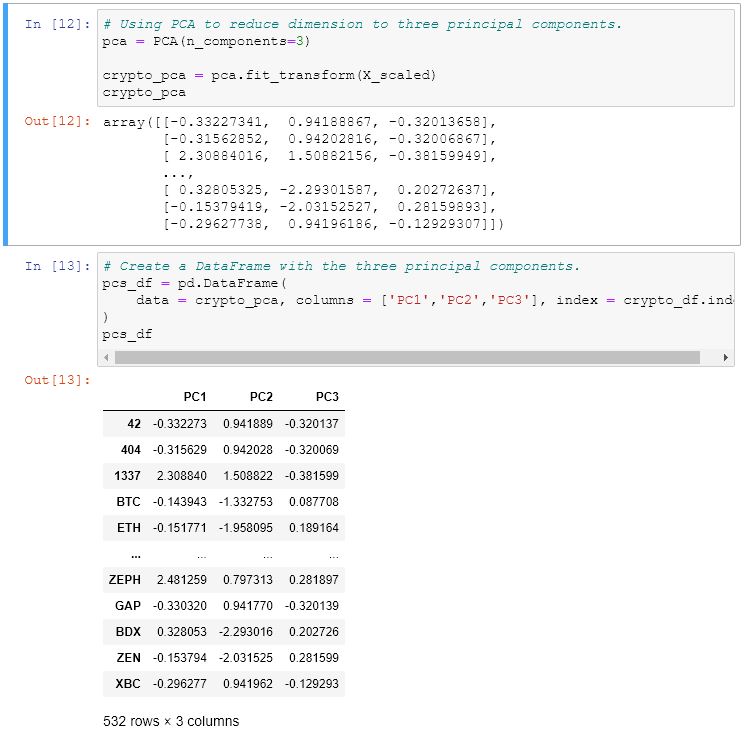 In [12]: # Using PCA to reduce dimension to three principal components.
pca = PCA(n_components=3)
crypto_pca = pca.fit_transform(X_scaled)
crypto_pca
Out[12]: array([[-0.33227341,  0.94188867, -0.32013658],
[-0.31562852,  0.94202816, -0.32006867],
[ 2.30884016,  1.50882156, -0.38159949],
...,
[ 0.32805325, -2.29301587,  0.20272637],
[-0.15379419, -2.03152527,  0.28159893],
[-0.29627738,  0.94196186, -0.12929307]])
In [13]: # Create a DataFrame with the three principal components.
pcs_df = pd.DataFrame(
data = crypto_pca, columns = ['PC1','PC2','PC3'], index = crypto_df.ind
)
pcs_df
Out[13]:
PC1 PC2 PC3
42 -0.332273 0.941889 -0.320137
404 -0.315629 0.942028 -0.320069
1337 2.308840 1.508822 -0.381599
BTC -0.143943 -1.332753 0.087708
ETH -0.151771 -1.958095 0.189164
... ... ... ...
ZEPH 2.481259 0.797313 0.281897
GAP -0.330320 0.941770 -0.320139
BDX 0.328053 -2.293016 0.202726
ZEN -0.153794 -2.031525 0.281599
XBC -0.296277 0.941962 -0.129293
532 rows × 3 columns